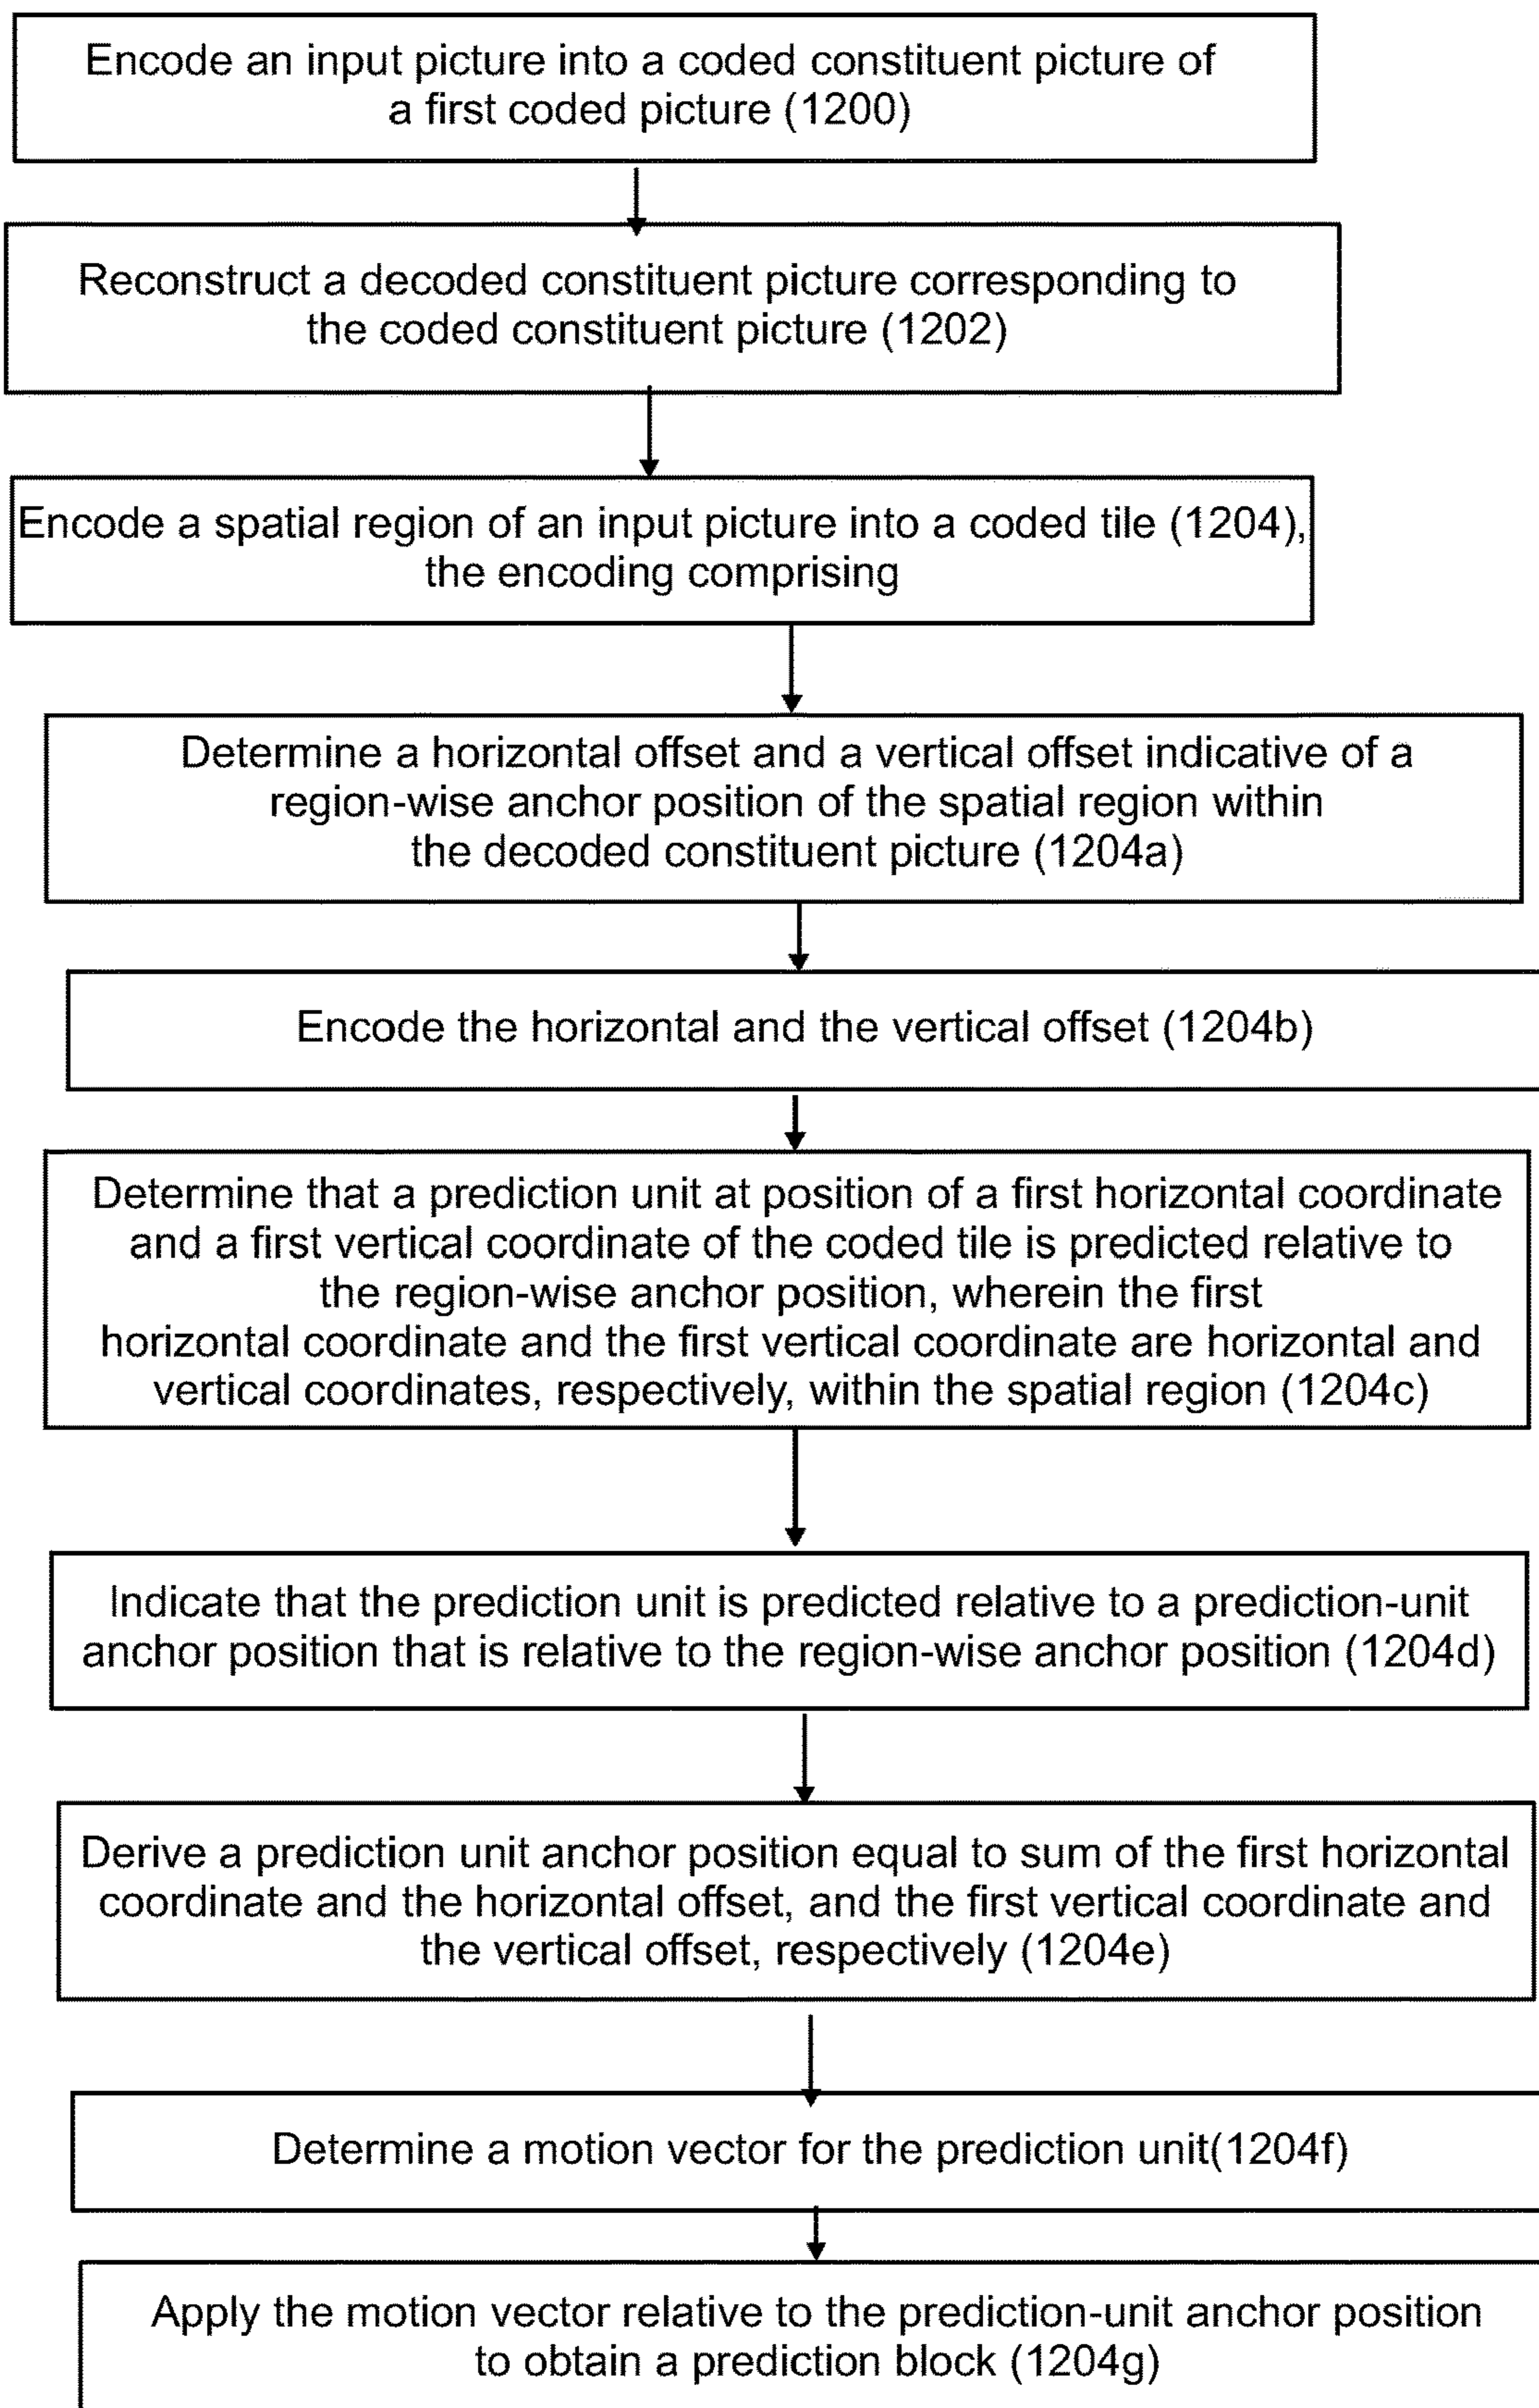 Encode an input picture into a coded constituent picture of
a first coded picture (1200)
Reconstruct a decoded constituent picture corresponding to
the coded constituent picture (1202)
Encode a spatial region of an input picture into a coded tile (1204),
the encoding comprising
Determine a horizontal offset and a vertical offset indicative of a
region-wise anchor position of the spatial region within
the decoded constituent picture (1204a)
Encode the horizontal and the vertical offset (1204b)
Determine that a prediction unit at position of a first horizontal coordinate
and a first vertical coordinate of the coded tile is predicted relative to
the region-wise anchor position, wherein the first
horizontal coordinate and the first vertical coordinate are horizontal and
vertical coordinates, respectively, within the spatial region (1204c)
Indicate that the prediction unit is predicted relative to a prediction-unit
anchor position that is relative to the region-wise anchor position (1204d)
Derive a prediction unit anchor position equal to sum of the first horizontal
coordinate and the horizontal offset, and the first vertical coordinate and
the vertical offset, respectively (1204e)
Determine a motion vector for the prediction unit(1204f)
Apply the motion vector relative to the prediction-unit anchor position
to obtain a prediction block (1204g)